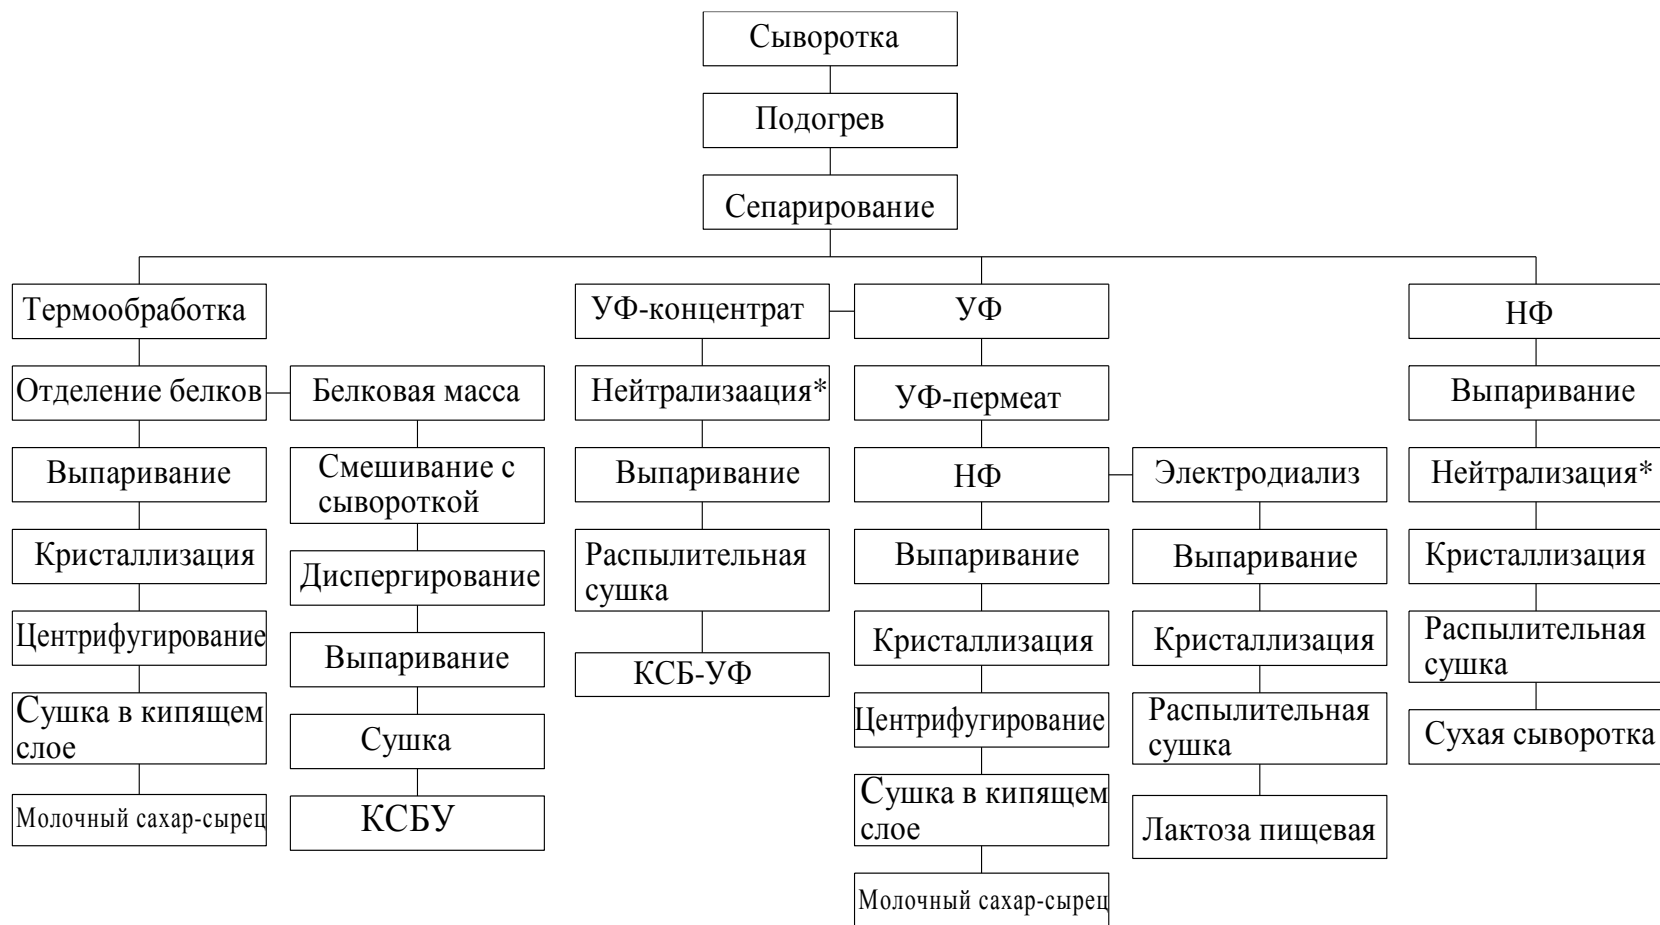 Сыворотка
Подогрев
Сепарирование
Термообработка
Отделение белков
Выпаривание
Кристаллизация
Центрифугирование
Сушка в кипящем
слое
Молочный сахар-сырец
Белковая масса
Смешивание с
сывороткой
Диспергирование
Выпаривание
Сушка
КСБУ
УФ-концентрат
Нейтрализаация*
Выпаривание
Распылительная
сушка
КСБ-УФ
УФ
УФ-пермеат
НФ
Выпаривание
Кристаллизация
Центрифугирование
Сушка в кипящем
слое
Молочный сахар-сырец
Электродиализ
Выпаривание
Кристаллизация
Распылительная
сушка
Лактоза пищевая
НФ
Выпаривание
Нейтрализация*
Кристаллизация
Распылительная
сушка
Сухая сыворотка